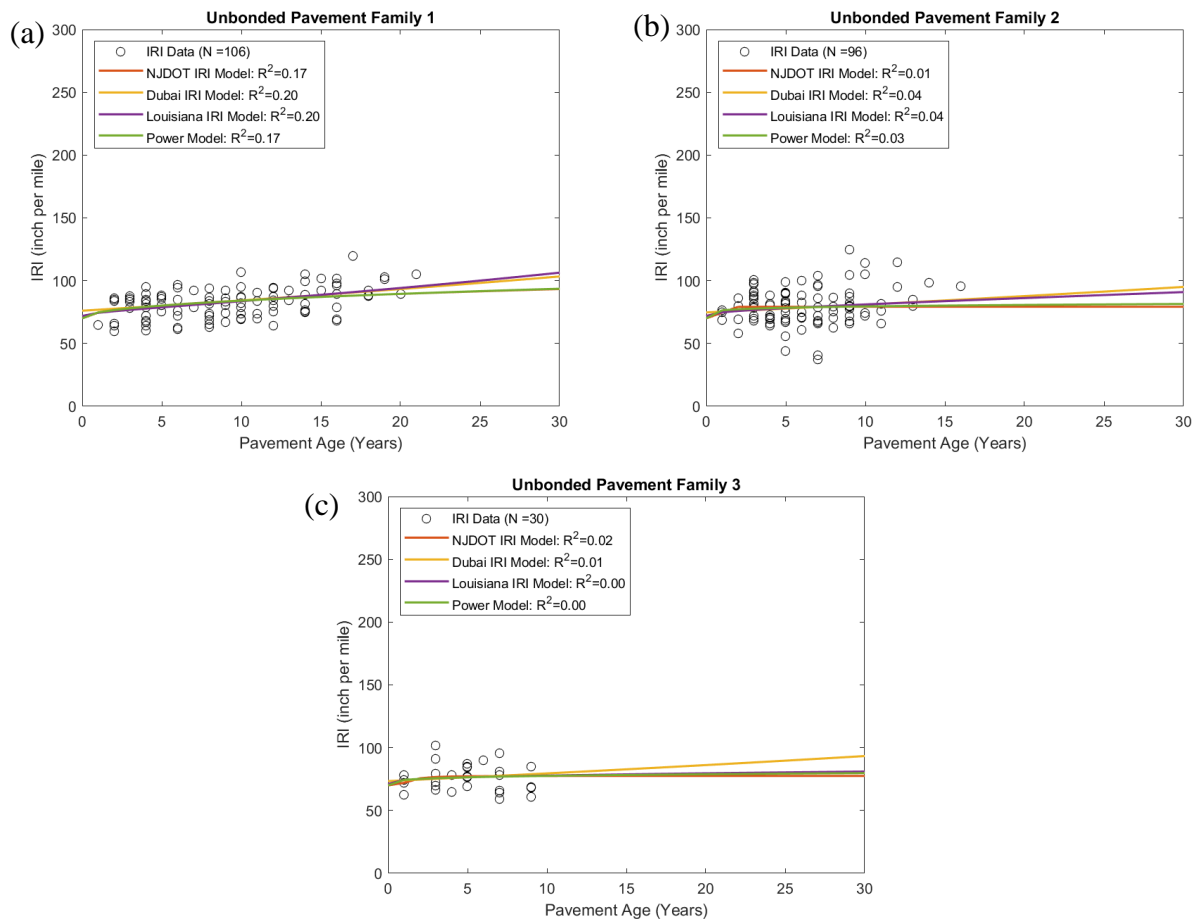 (a)
Unbonded Pavement Family 1
IRI Data (N =106)
NJDOT IRI Model: R²=0.17
Dubai IRI Model: R²=0.20
Louisiana IRI Model: R²=0.20
Power Model: R²=0.17
300
250
200
150
100
50
0
IRI (inch per mile)
0 5 10 15 20 25 30
Pavement Age (Years)
(b)
Unbonded Pavement Family 2
IRI Data (N =96)
NJDOT IRI Model: R²=0.01
Dubai IRI Model: R²=0.04
Louisiana IRI Model: R²=0.04
Power Model: R²=0.03
300
250
200
150
100
50
0
IRI (inch per mile)
0 5 10 15 20 25 30
Pavement Age (Years)
(c)
Unbonded Pavement Family 3
IRI Data (N =30)
NJDOT IRI Model: R²=0.02
Dubai IRI Model: R²=0.01
Louisiana IRI Model: R²=0.00
Power Model: R²=0.00
300
250
200
150
100
50
0
IRI (inch per mile)
0 5 10 15 20 25 30
Pavement Age (Years)